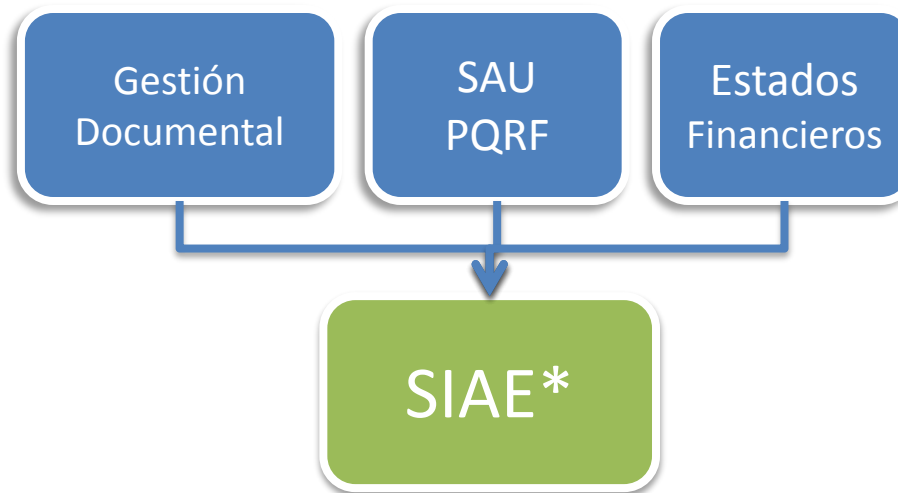 Gestión
Documental
SAU
PQRF
Estados
Financieros
SIAE*